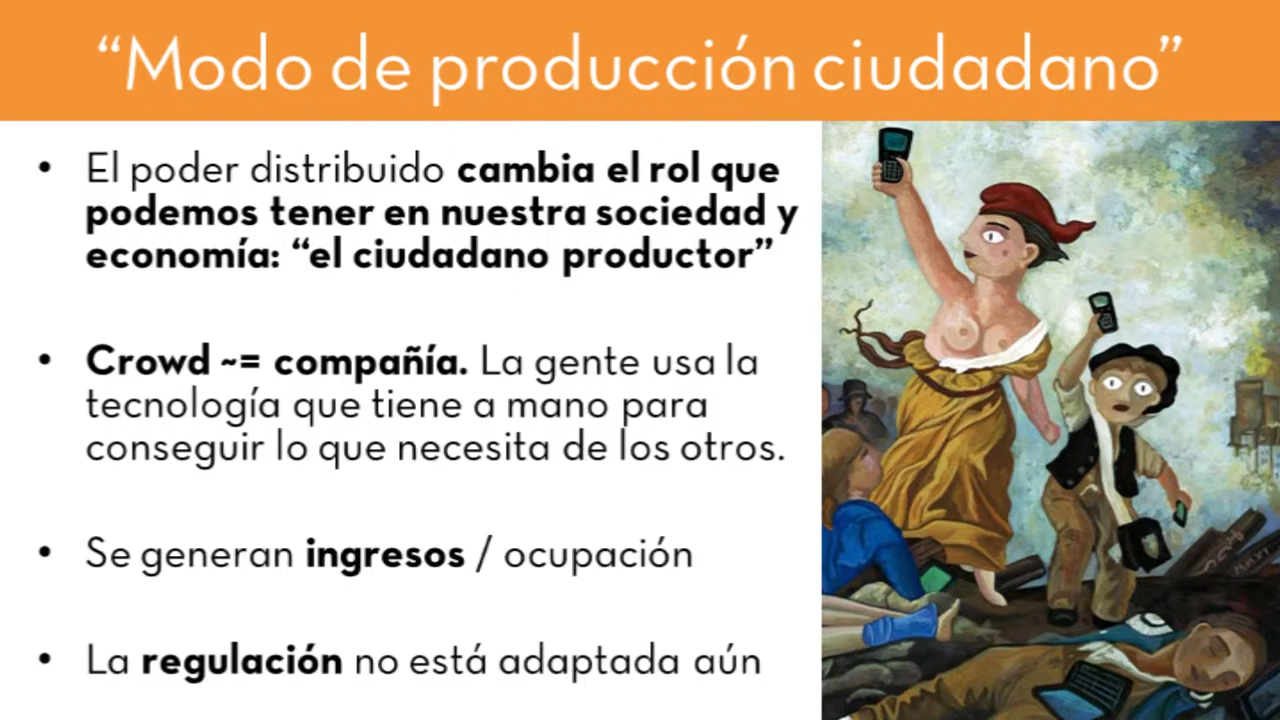 “Modo de producción ciudadano”
• El poder distribuido cambia el rol que
podemos tener en nuestra sociedad y
economía: “el ciudadano productor”
• Crowd ~= compañía. La gente usa la
tecnología que tiene a mano para
conseguir lo que necesita de los otros.
• Se generan ingresos / ocupación
• La regulación no está adaptada aún